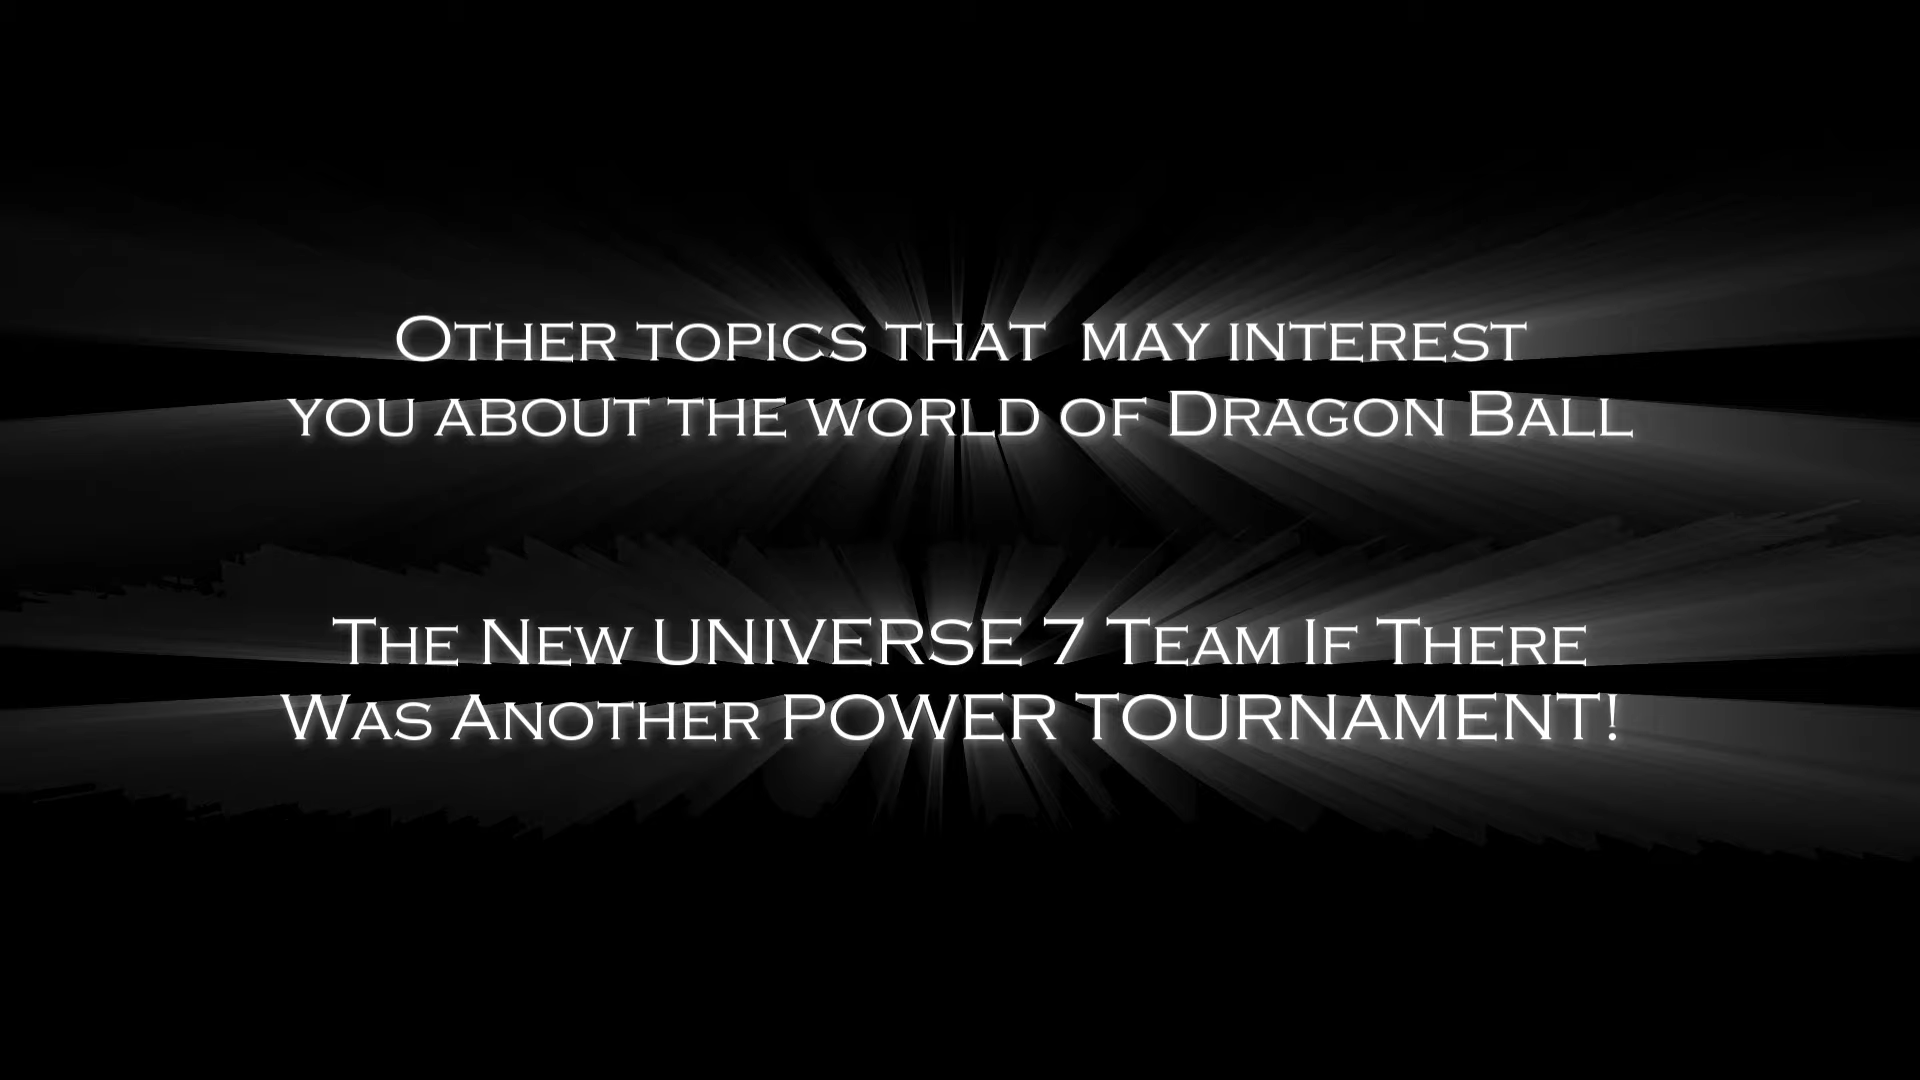 Other topics that may interest
you about the world of Dragon Ball
The New UNIVERSE 7 Team If There
Was Another POWER TOURNAMENT!